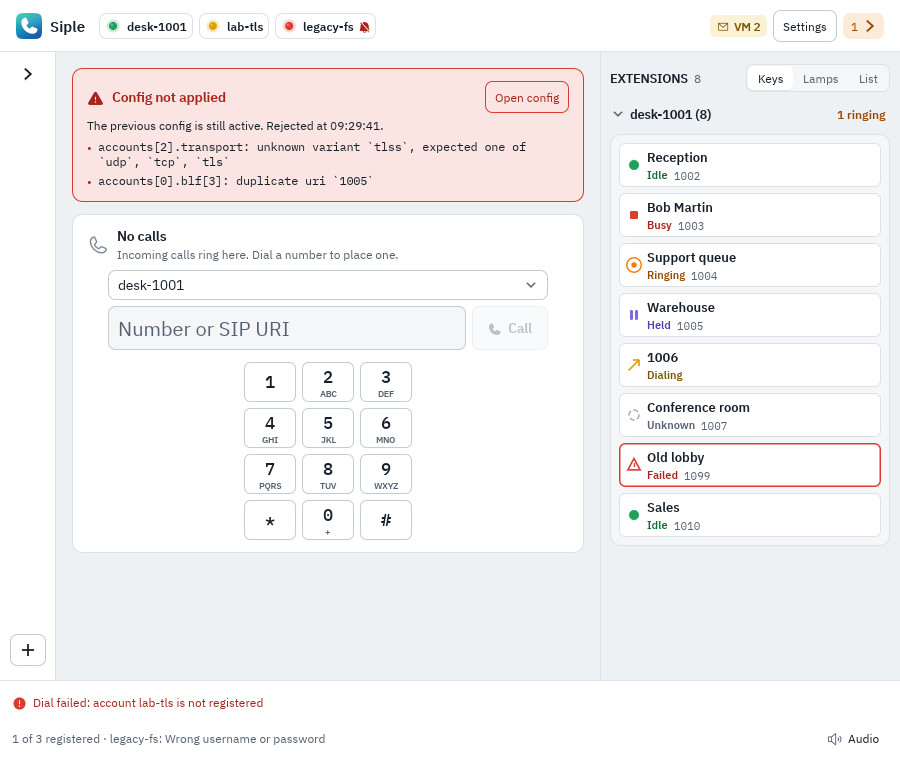 Siple
desk-1001
lab-tls
legacy-fs
VM 2
Settings
1
Config not applied
Open config
The previous config is still active. Rejected at 09:29:41.
• accounts[2].transport: unknown variant `tlss`, expected one of
`udp`, `tcp`, `tls`
• accounts[0].blf[3]: duplicate uri `1005`
No calls
Incoming calls ring here. Dial a number to place one.
desk-1001
Number or SIP URI
Call
1
2
ABC
3
DEF
4
GHI
5
JKL
6
MNO
7
PQRS
8
TUV
9
WXYZ
*
0
+
#
EXTENSIONS 8
Keys
Lamps
List
desk-1001 (8)
1 ringing
Reception
Idle 1002
Bob Martin
Busy 1003
Support queue
Ringing 1004
Warehouse
Held 1005
1006
Dialing
Conference room
Unknown 1007
Old lobby
Failed 1099
Sales
Idle 1010
+
Dial failed: account lab-tls is not registered
1 of 3 registered · legacy-fs: Wrong username or password
Audio